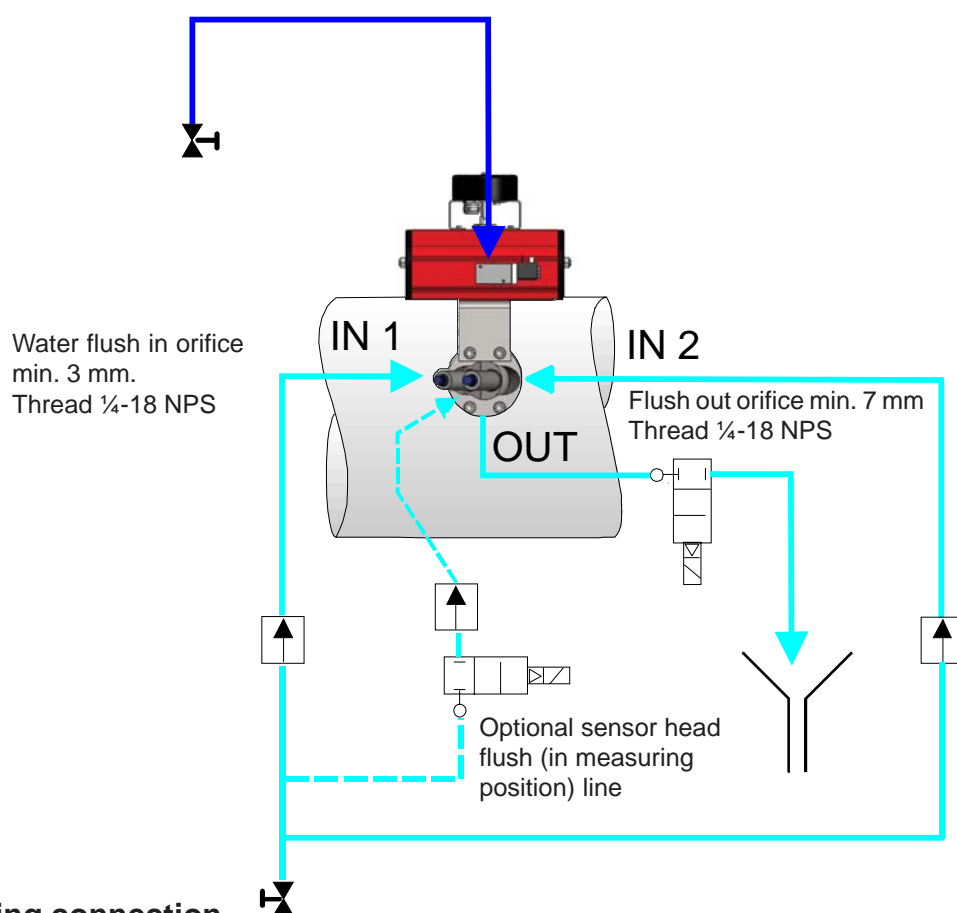 IN 1
IN 2
Water flush in orifice
min. 3 mm.
Thread ¼-18 NPS
Flush out orifice min. 7 mm
Thread ¼-18 NPS
OUT
Optional sensor head
flush (in measuring
position) line
connection